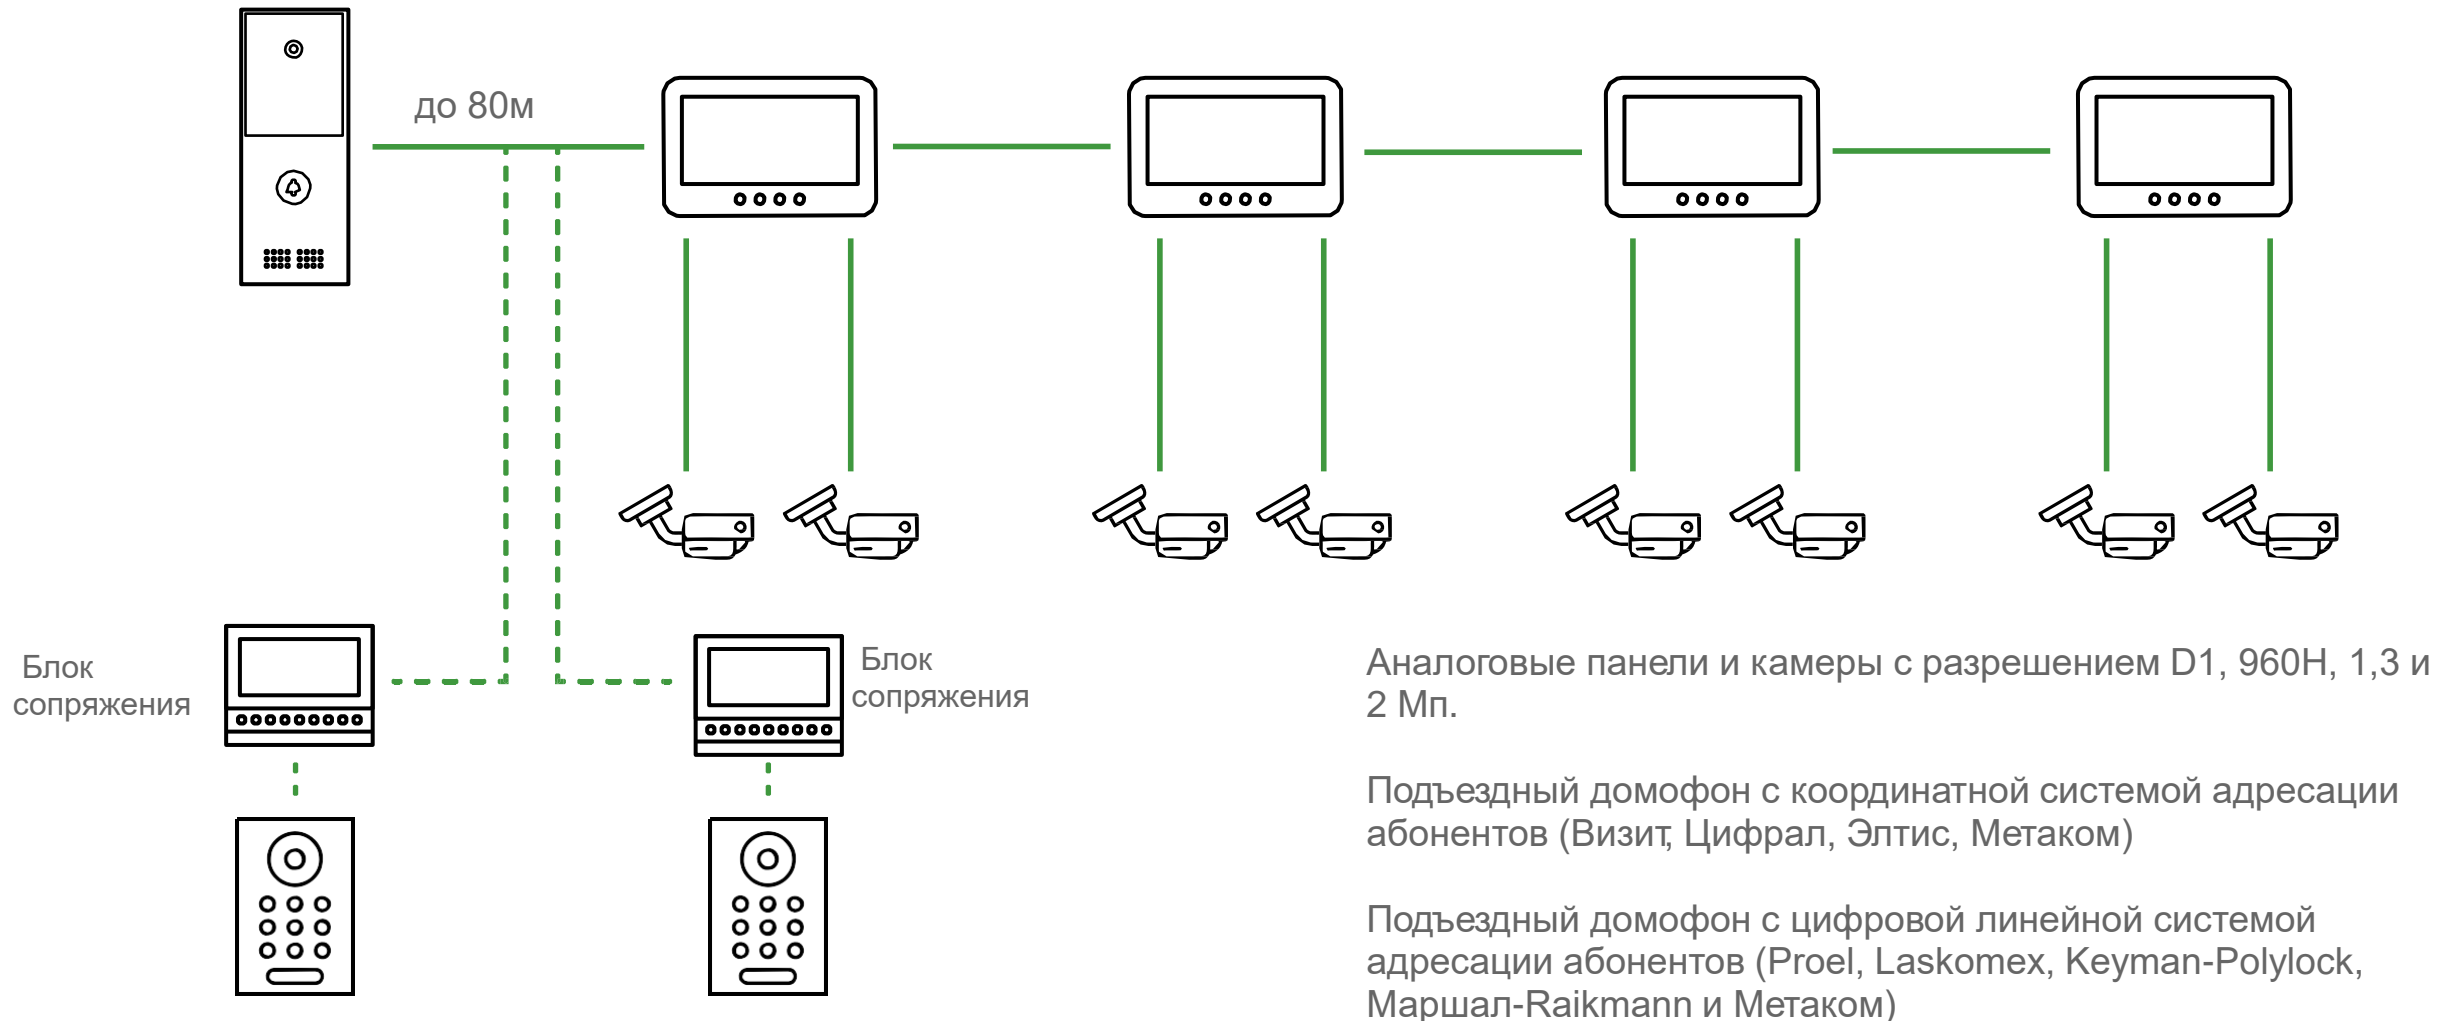 до 80м
Блок
сопряжения
Блок
сопряжения
Аналоговые панели и камеры с разрешением D1, 960H, 1,3 и
2 Мп.
Подъездный домофон с координатной системой адресации
абонентов (Визит, Цифрал, Элтис, Метаком)
Подъездный домофон с цифровой линейной системой
адресации абонентов (Proel, Laskomex, Keyman-Polylock,
Маршал-Raikmann и Метаком)